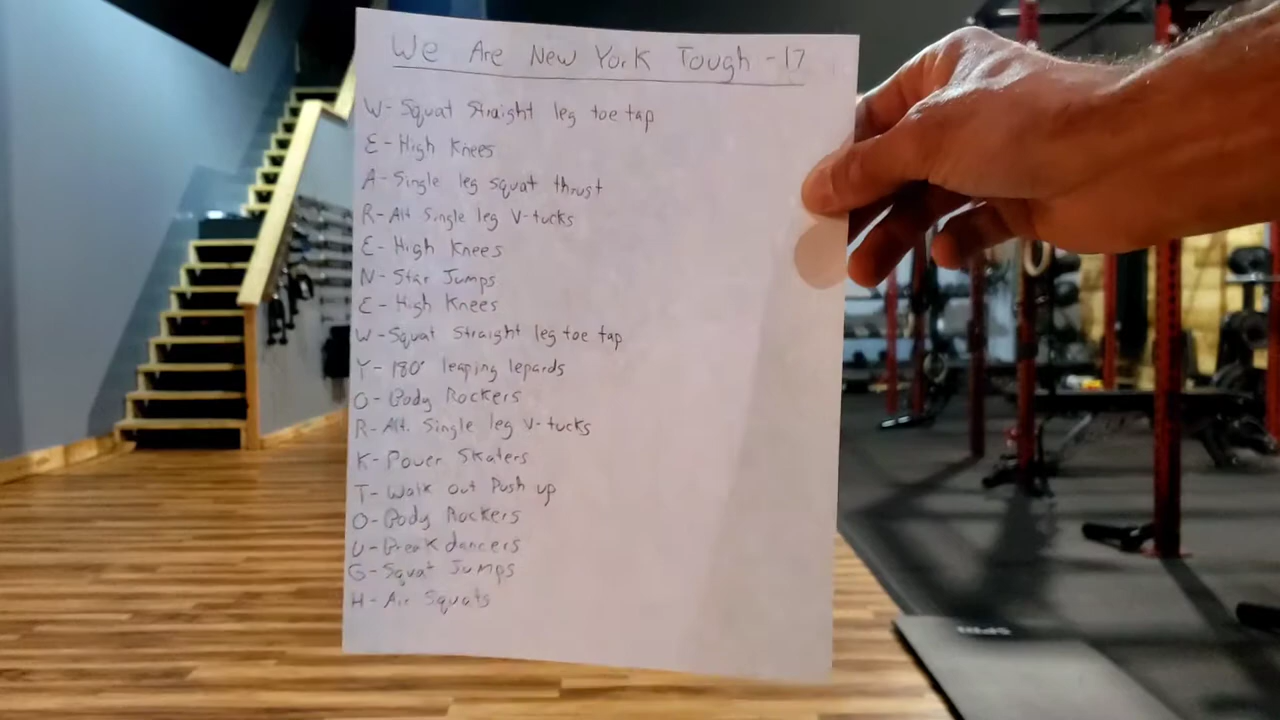 We Are New York Tough - 17
W- Squat Straight leg toe tap
E- High Knees
A- Single leg squat thrust
R- Alt Single leg V-tucks
E- High Knees
N- Star Jumps
E- High Knees
W- Squat Straight leg toe tap
Y- 180° leaping lepards
O- Body Rockers
R- Alt. Single leg V-tucks
K- Power Skaters
T- Walk out Push up
O- Body Rockers
U- Break dancers
G- Squat Jumps
H- Air Squats